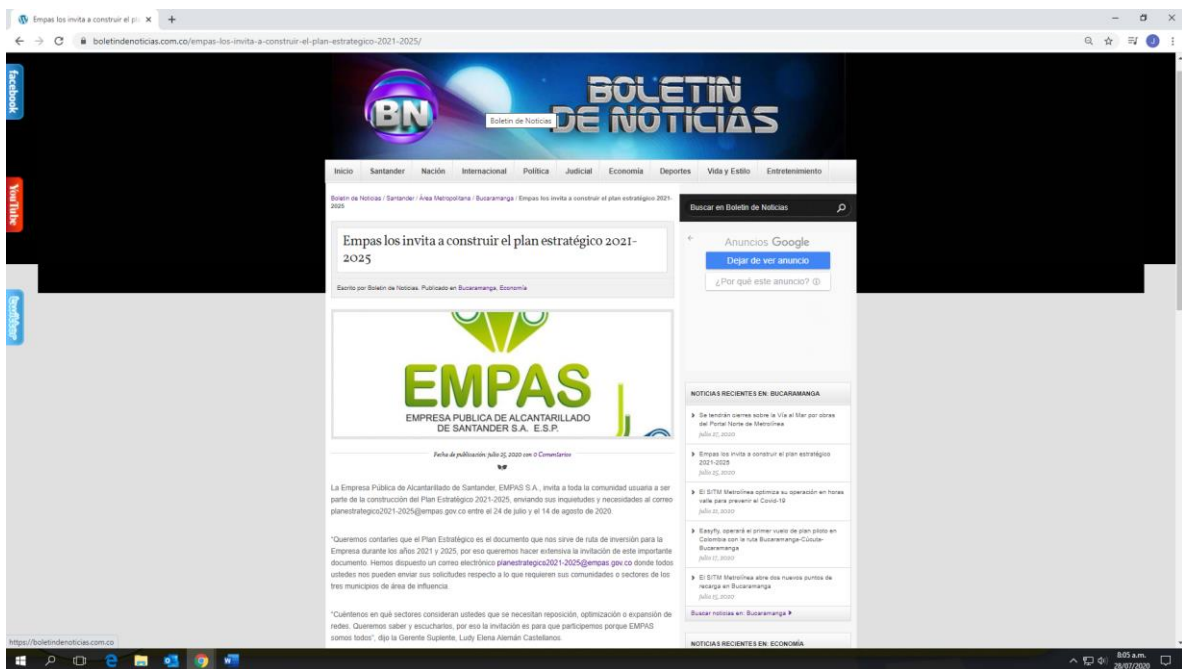 Empas los invita a construir el pl
boletindenoticias.com.co/empas-los-invita-a-construir-el-plan-estrategico-2021-2025/
facebook
YouTube
twitter
BN
BOLETIN
DE NOTICIAS
Boletin de Noticias
Inicio Santander Nación Internacional Política Judicial Economía Deportes Vida y Estilo Entretenimiento
Boletin de Noticias / Santander / Área Metropolitana / Bucaramanga / Empas los invita a construir el plan estratégico 2021-
2025
Empas los invita a construir el plan estratégico 2021-
2025
Escrito por Boletin de Noticias. Publicado en Bucaramanga, Economía
EMPAS
EMPRESA PUBLICA DE ALCANTARILLADO
DE SANTANDER S.A. E.S.P.
Fecha de publicación: julio 25, 2020 con 0 Comentarios
La Empresa Pública de Alcantarillado de Santander, EMPAS S.A., invita a toda la comunidad usuaria a ser
parte de la construcción del Plan Estratégico 2021-2025, enviando sus inquietudes y necesidades al correo
planestrategico2021-2025@empas.gov.co entre el 24 de julio y el 14 de agosto de 2020.
"Queremos contarles que el Plan Estratégico es el documento que nos sirve de ruta de inversión para la
Empresa durante los años 2021 y 2025, por eso queremos hacer extensiva la invitación de este importante
documento. Hemos dispuesto un correo electrónico planestrategico2021-2025@empas.gov.co donde todos
ustedes nos pueden enviar sus solicitudes respecto a lo que requieren sus comunidades o sectores de los
tres municipios de área de influencia.
"Cuéntenos en qué sectores consideran ustedes que se necesitan reposición, optimización o expansión de
redes. Queremos saber y escucharlos, por eso la invitación es para que participemos porque EMPAS
somos todos", dijo la Gerente Suplente, Ludy Elena Alemán Castellanos.
Buscar en Boletin de Noticias
Anuncios Google
Dejar de ver anuncio
¿Por qué este anuncio?
NOTICIAS RECIENTES EN: BUCARAMANGA
Se tendrán cierres sobre la Vía al Mar por obras
del Portal Norte de Metrolínea
julio 27, 2020
Empas los invita a construir el plan estratégico
2021-2025
julio 25, 2020
El SITM Metrolínea optimiza su operación en horas
valle para prevenir el Covid-19
julio 21, 2020
Easyfly, operará el primer vuelo de plan piloto en
Colombia con la ruta Bucaramanga-Cúcuta-
Bucaramanga
julio 17, 2020
El SITM Metrolínea abre dos nuevos puntos de
recarga en Bucaramanga
julio 15, 2020
Buscar noticias en: Bucaramanga
NOTICIAS RECIENTES EN: ECONOMÍA
https://boletindenoticias.com.co
8:05 a.m.
28/07/2020